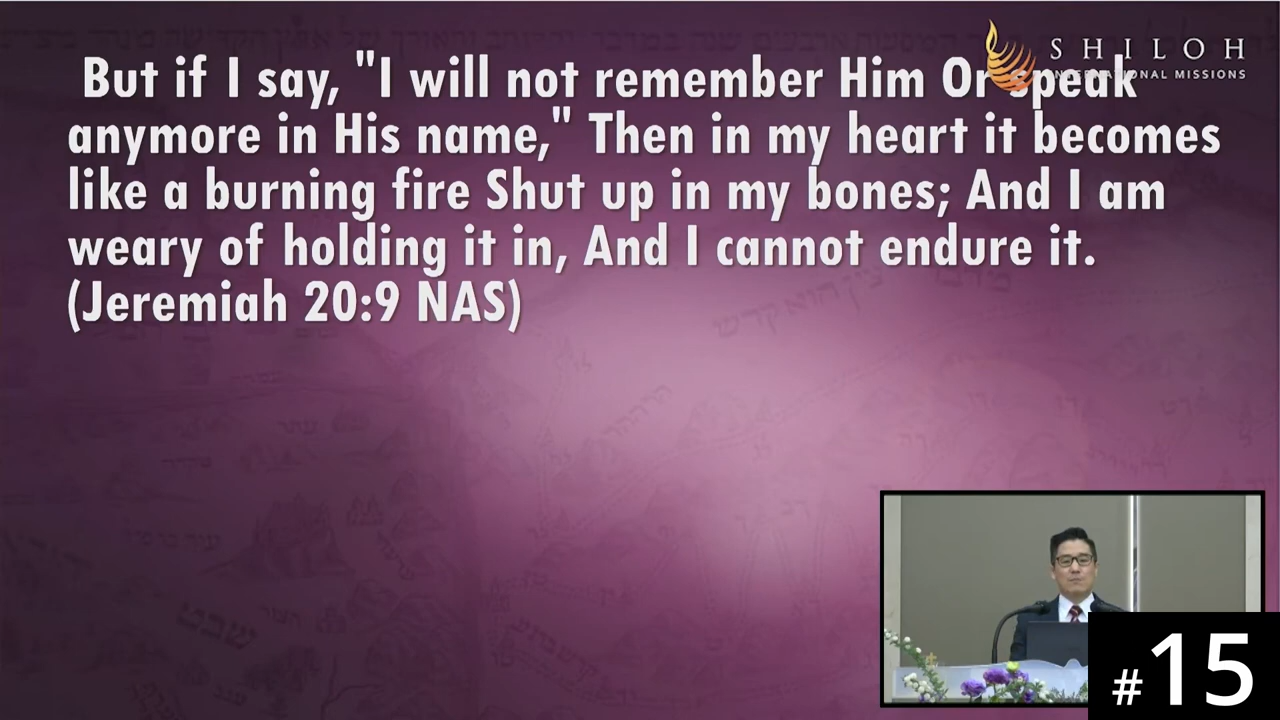 But if I say, "I will not remember Him Or speak
anymore in His name," Then in my heart it becomes
like a burning fire Shut up in my bones; And I am
weary of holding it in, And I cannot endure it.
(Jeremiah 20:9 NAS)
SHILOH
INTERNATIONAL MISSIONS
שבט
#15